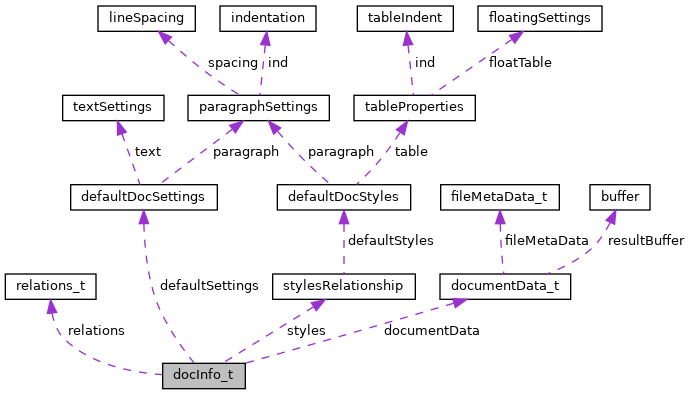 lineSpacing
indentation
tableIndent
floatingSettings
spacing
ind
ind
floatTable
textSettings
paragraphSettings
tableProperties
text
paragraph
paragraph
table
defaultDocSettings
defaultDocStyles
fileMetaData_t
buffer
defaultStyles
fileMetaData
resultBuffer
relations_t
defaultSettings
stylesRelationship
documentData_t
relations
styles
documentData
docInfo_t